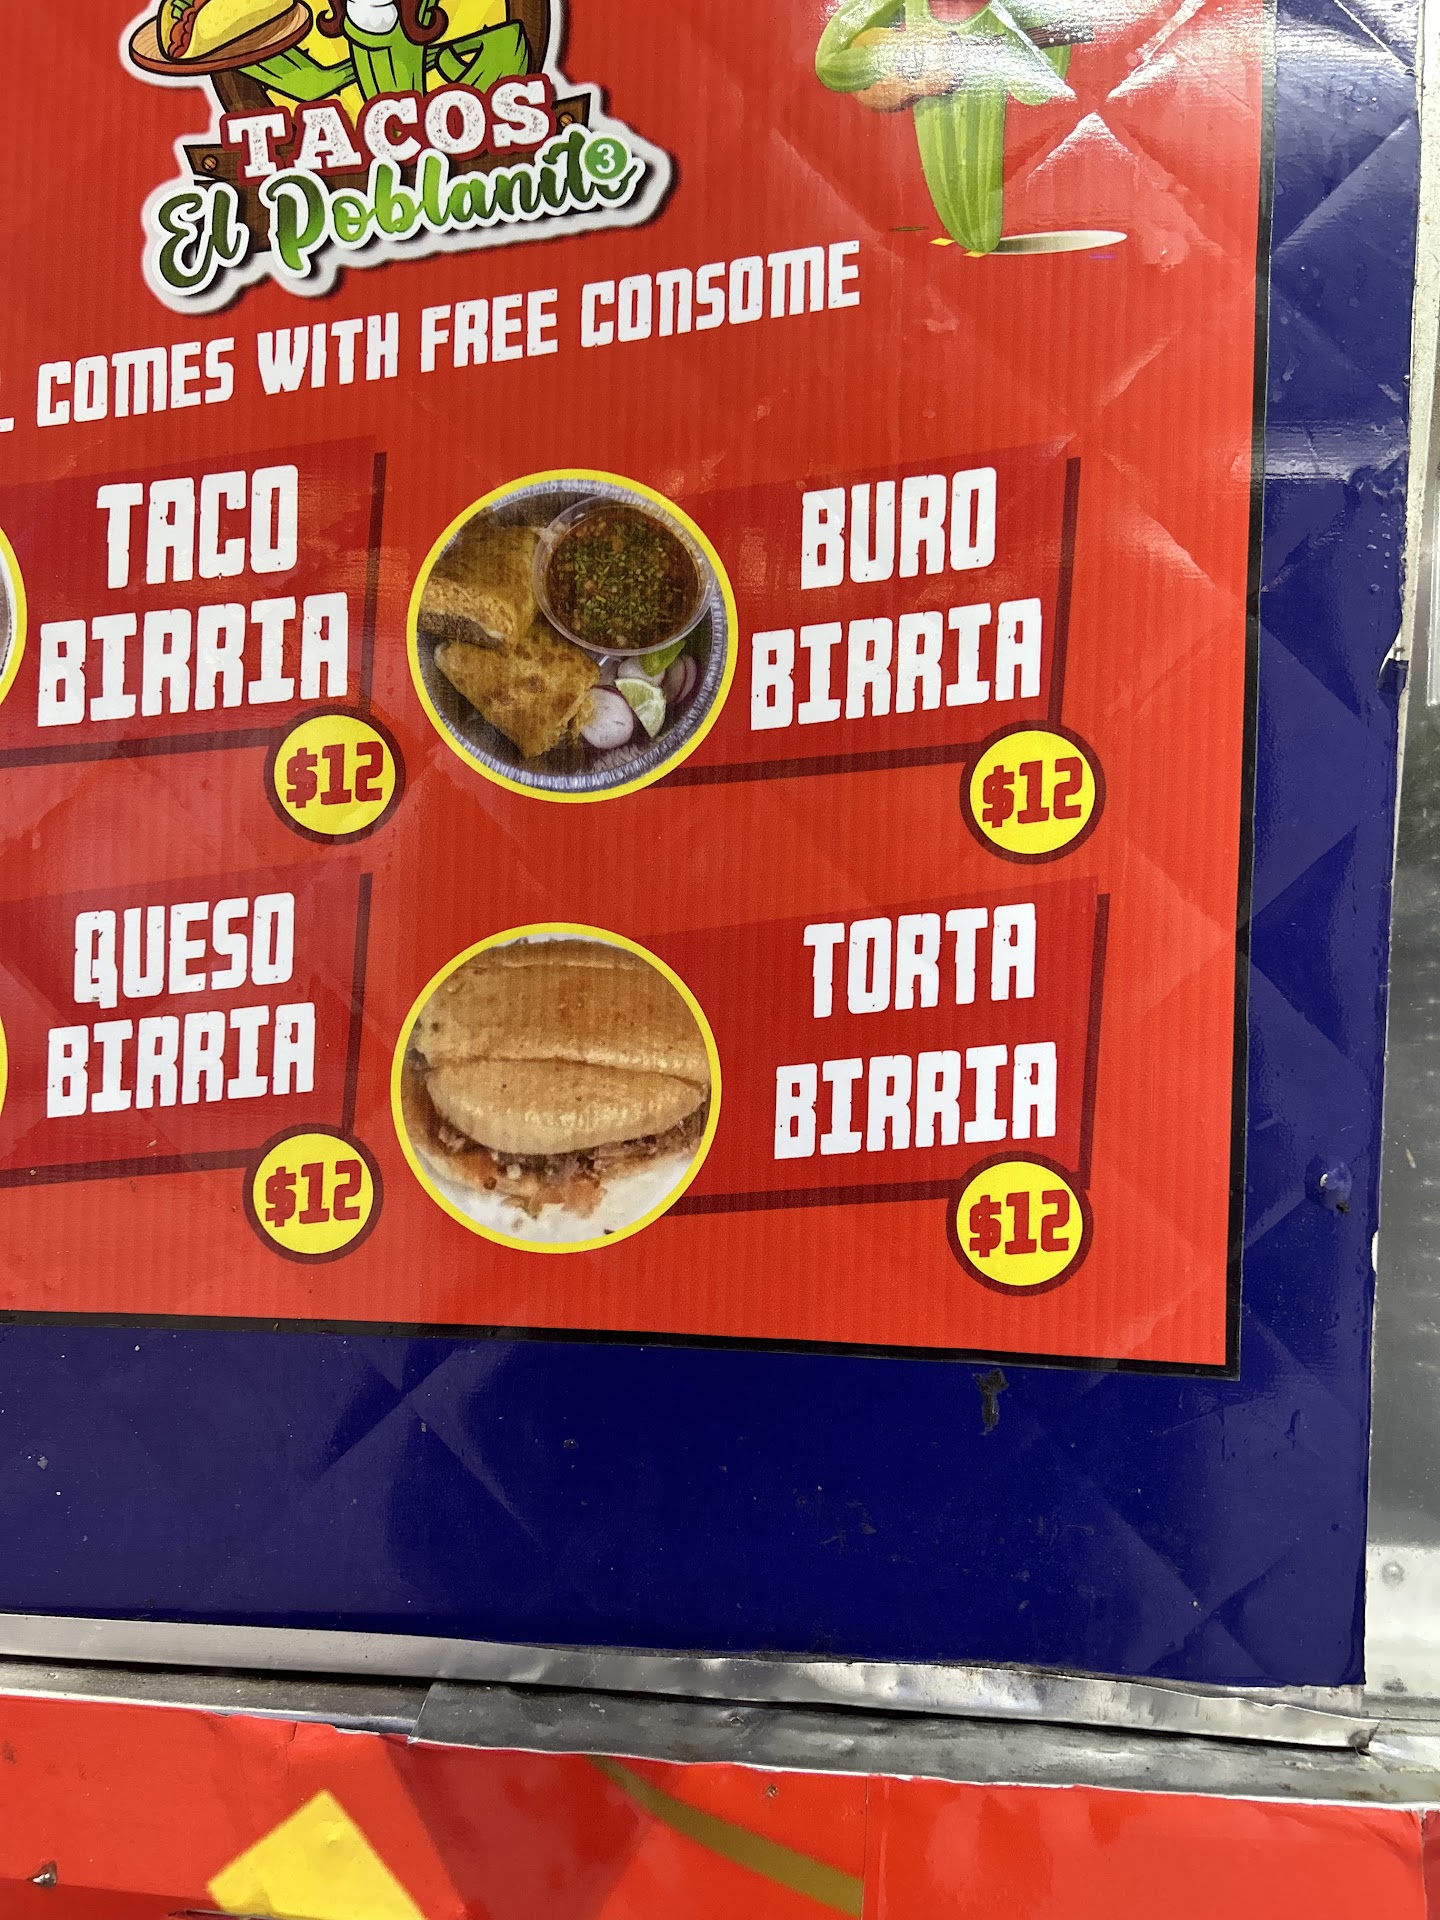 TACOS
El Poblanito 3
COMES WITH FREE CONSOME
TACO
BIRRIA
$12
BURO
BIRRIA
$12
QUESO
BIRRIA
$12
TORTA
BIRRIA
$12